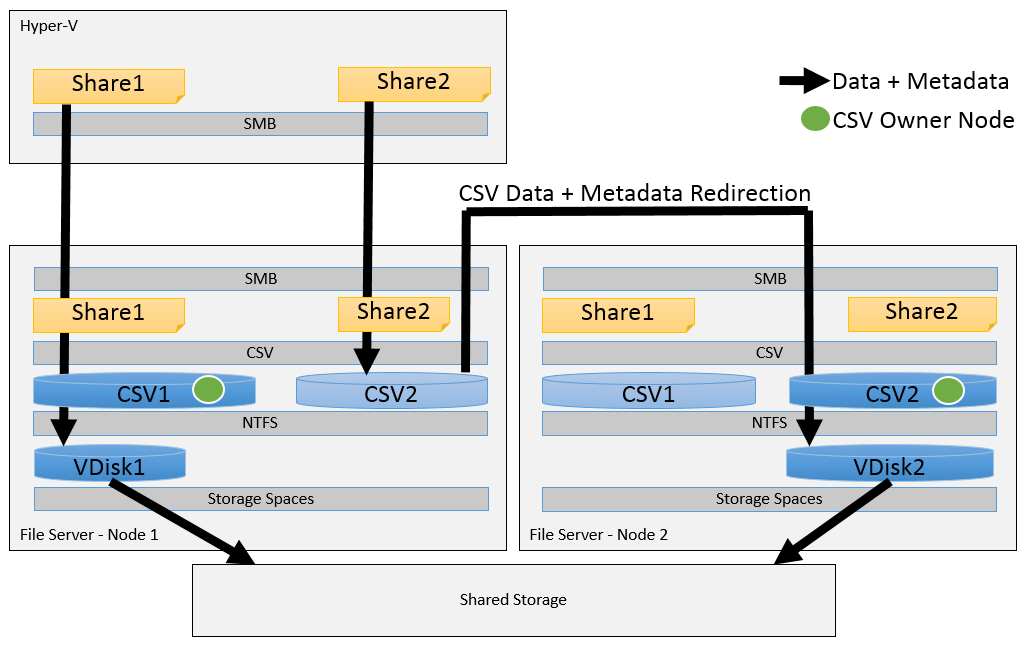 Hyper-V
Share1
Share2
SMB
Data + Metadata
CSV Owner Node
CSV Data + Metadata Redirection
SMB
Share1
Share2
CSV
CSV1
CSV2
NTFS
VDisk1
Storage Spaces
File Server - Node 1
SMB
Share1
Share2
CSV
CSV1
CSV2
NTFS
VDisk2
Storage Spaces
File Server - Node 2
Shared Storage